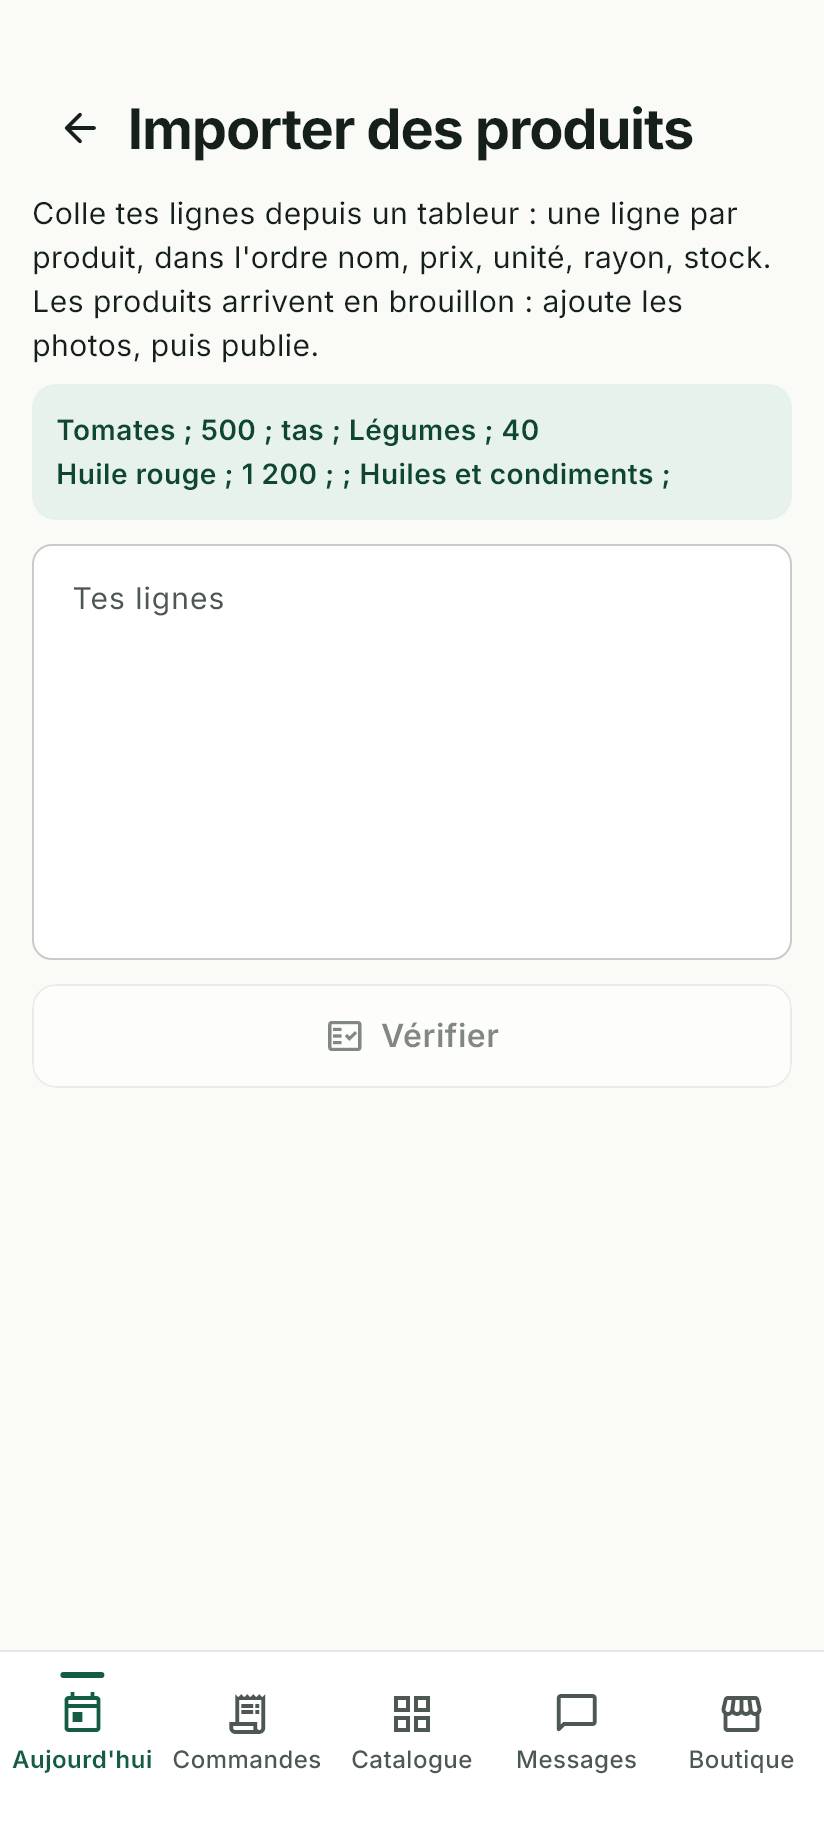 Importer des produits
Colle tes lignes depuis un tableur : une ligne par
produit, dans l'ordre nom, prix, unité, rayon, stock.
Les produits arrivent en brouillon : ajoute les
photos, puis publie.
Tomates ; 500 ; tas ; Légumes ; 40
Huile rouge ; 1 200 ; ; Huiles et condiments ;
Tes lignes
Vérifier
Aujourd'hui Commandes Catalogue Messages Boutique